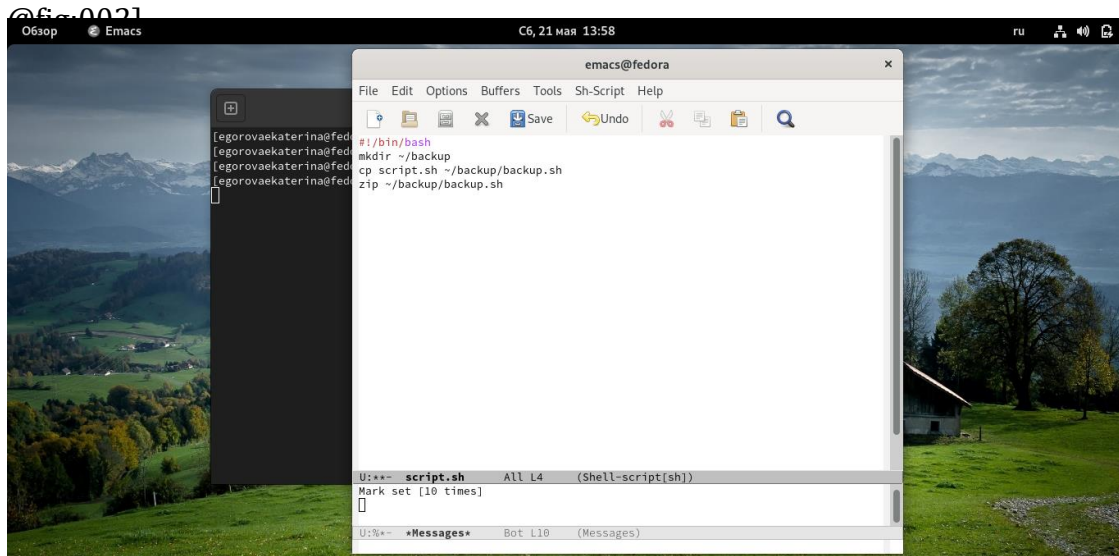 @fig:002]
Обзор Emacs Сб, 21 мая 13:58 ru
emacs@fedora ×
File Edit Options Buffers Tools Sh-Script Help
Save Undo
[egorovaekaterina@fed
[egorovaekaterina@fed
[egorovaekaterina@fed
[egorovaekaterina@fed
#!/bin/bash
mkdir ~/backup
cp script.sh ~/backup/backup.sh
zip ~/backup/backup.sh
U:**- script.sh All L4 (Shell-script[sh])
Mark set [10 times]
U:%*- *Messages* Bot L10 (Messages)